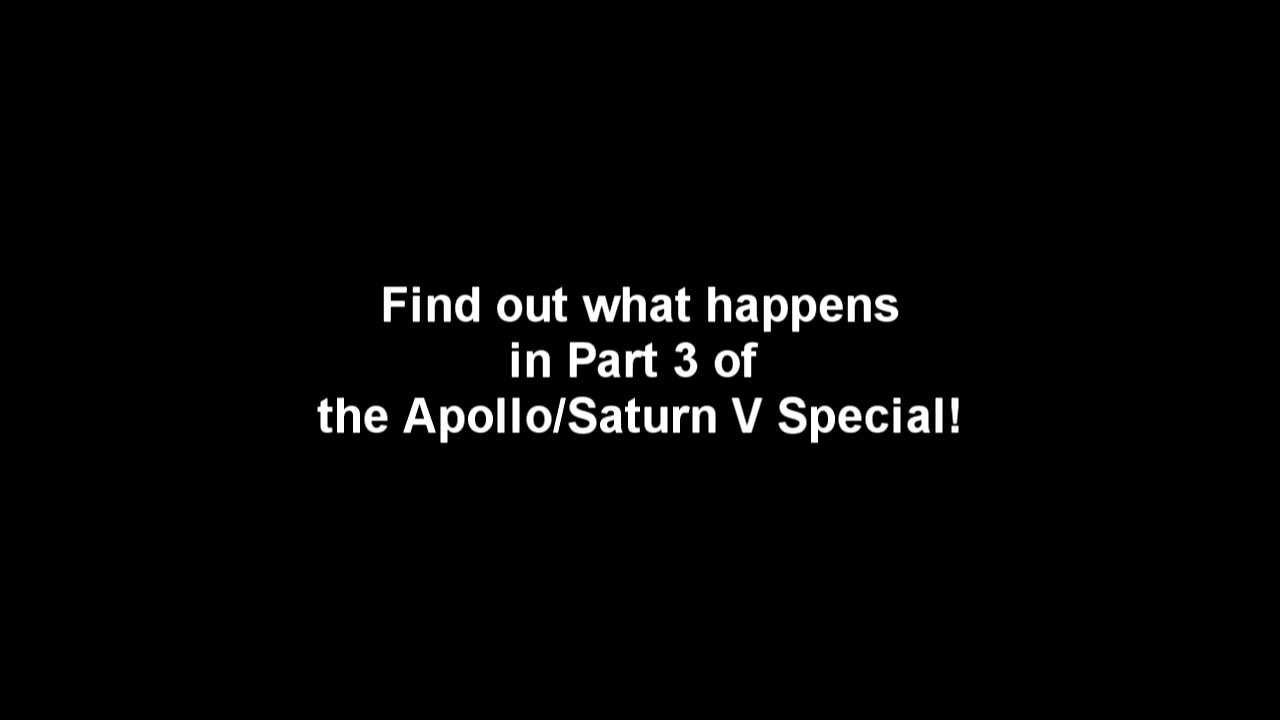 Find out what happens
in Part 3 of
the Apollo/Saturn V Special!